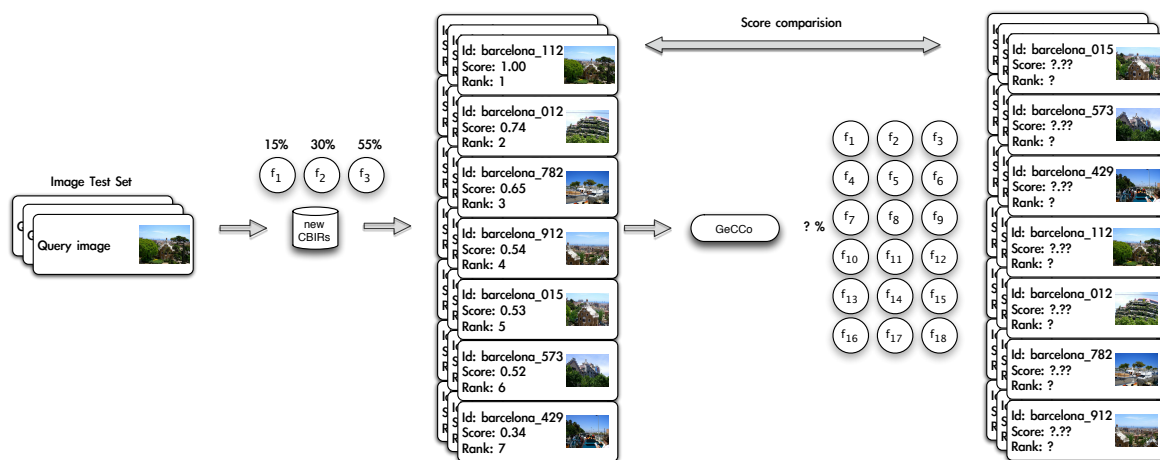 Score comparision
Id: barcelona_112
Score: 1.00
Rank: 1
Id: barcelona_012
Score: 0.74
Rank: 2
Id: barcelona_782
Score: 0.65
Rank: 3
Id: barcelona_912
Score: 0.54
Rank: 4
Id: barcelona_015
Score: 0.53
Rank: 5
Id: barcelona_573
Score: 0.52
Rank: 6
Id: barcelona_429
Score: 0.34
Rank: 7
Image Test Set
Query image
15% 30% 55%
f1 f2 f3
new
CBIRs
GeCCo
? %
f1 f2 f3
f4 f5 f6
f7 f8 f9
f10 f11 f12
f13 f14 f15
f16 f17 f18
Id: barcelona_015
Score: ?.??
Rank: ?
Id: barcelona_573
Score: ?.??
Rank: ?
Id: barcelona_429
Score: ?.??
Rank: ?
Id: barcelona_112
Score: ?.??
Rank: ?
Id: barcelona_012
Score: ?.??
Rank: ?
Id: barcelona_782
Score: ?.??
Rank: ?
Id: barcelona_912
Score: ?.??
Rank: ?